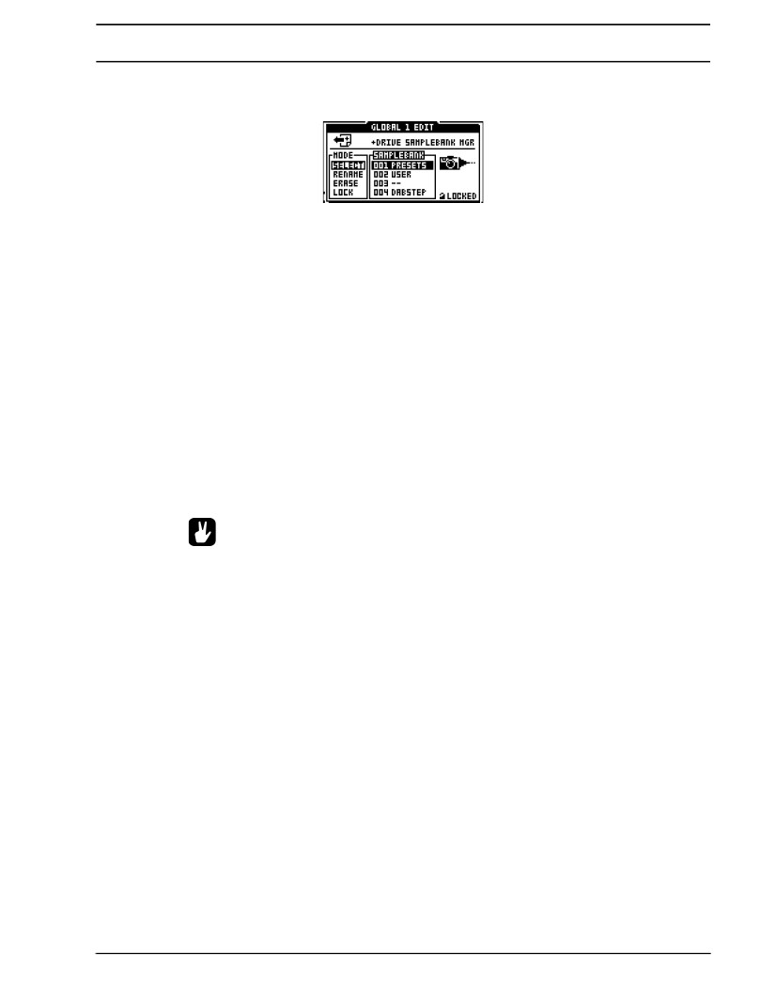 GLOBAL 1 EDIT
+DRIVE SAMPLEBANK MGR
MODE
SELECT
RENAME
ERASE
LOCK
SAMPLEBANK
001 PRESETS
002 USER
003 --
004 DABSTEP
LOCKED